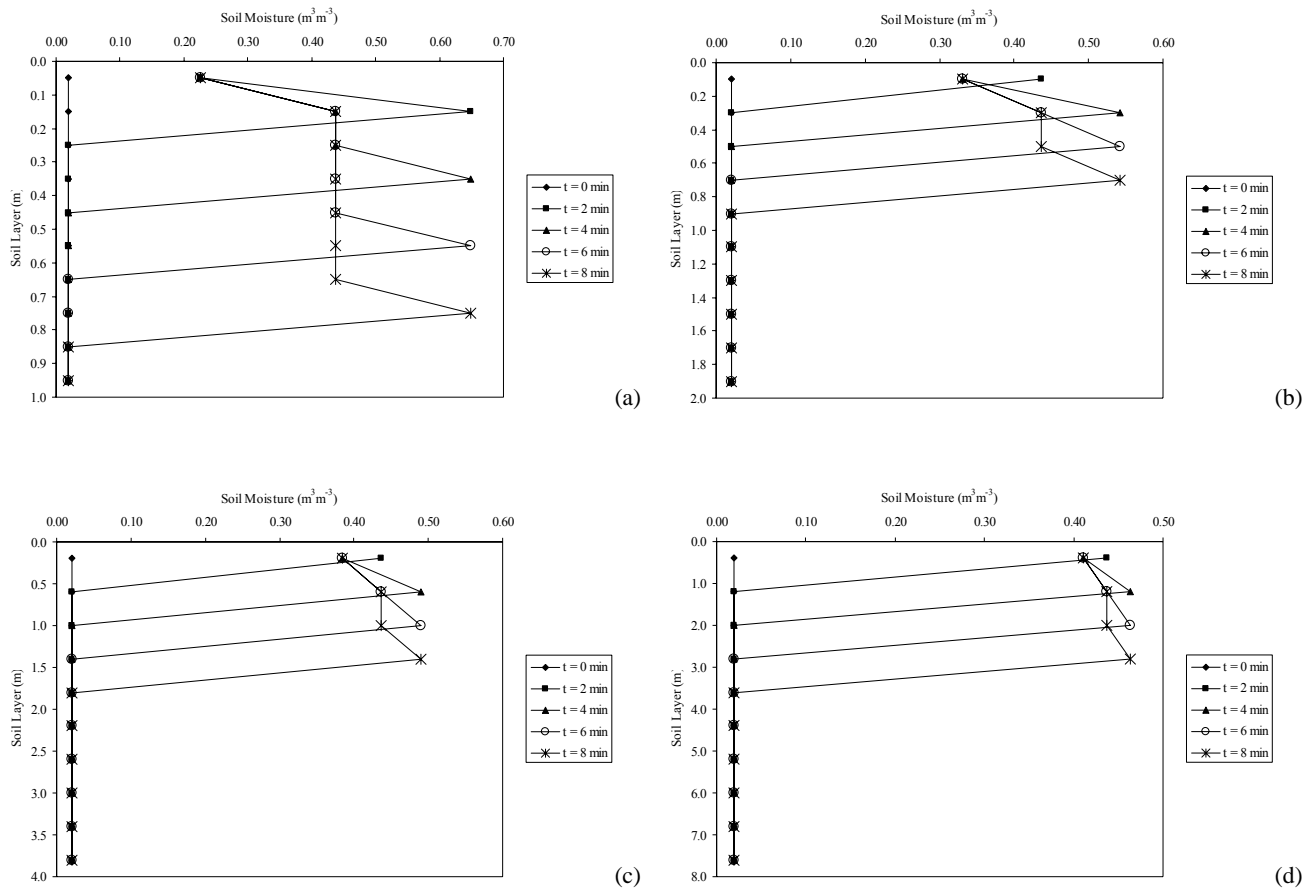 Soil Moisture (m³m⁻³)
0.00 0.10 0.20 0.30 0.40 0.50 0.60 0.70
0.0
0.1
0.2
0.3
0.4
0.5
0.6
0.7
0.8
0.9
1.0
Soil Layer (m)
t = 0 min
t = 2 min
t = 4 min
t = 6 min
t = 8 min
(a)
Soil Moisture (m³m⁻³)
0.00 0.10 0.20 0.30 0.40 0.50 0.60
0.0
0.2
0.4
0.6
0.8
1.0
1.2
1.4
1.6
1.8
2.0
Soil Layer (m)
t = 0 min
t = 2 min
t = 4 min
t = 6 min
t = 8 min
(b)
Soil Moisture (m³m⁻³)
0.00 0.10 0.20 0.30 0.40 0.50 0.60
0.0
0.5
1.0
1.5
2.0
2.5
3.0
3.5
4.0
Soil Layer (m)
t = 0 min
t = 2 min
t = 4 min
t = 6 min
t = 8 min
(c)
Soil Moisture (m³m⁻³)
0.00 0.10 0.20 0.30 0.40 0.50
0.0
1.0
2.0
3.0
4.0
5.0
6.0
7.0
8.0
Soil Layer (m)
t = 0 min
t = 2 min
t = 4 min
t = 6 min
t = 8 min
(d)